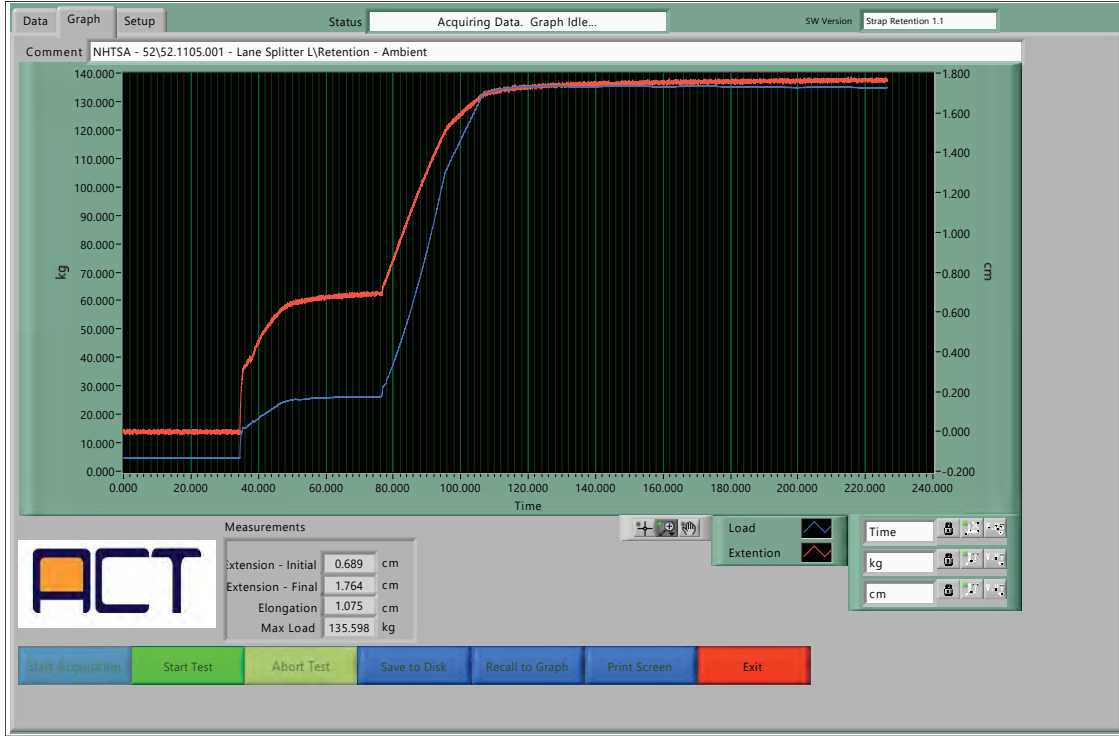 Data Graph Setup Status Acquiring Data. Graph Idle... SW Version Strap Retention 1.1
Comment NHTSA - 52\52.1105.001 - Lane Splitter L\Retention - Ambient
140.000
130.000
120.000
110.000
100.000
90.000
80.000
70.000
60.000
50.000
40.000
30.000
20.000
10.000
0.000
kg
1.800
1.600
1.400
1.200
1.000
0.800
0.600
0.400
0.200
0.000
-0.200
cm
0.000 20.000 40.000 60.000 80.000 100.000 120.000 140.000 160.000 180.000 200.000 220.000 240.000
Time
Measurements
Extension - Initial 0.689 cm
Extension - Final 1.764 cm
Elongation 1.075 cm
Max Load 135.598 kg
ACT
Load
Extention
Time
kg
cm
Start Acquisition Start Test Abort Test Save to Disk Recall to Graph Print Screen Exit